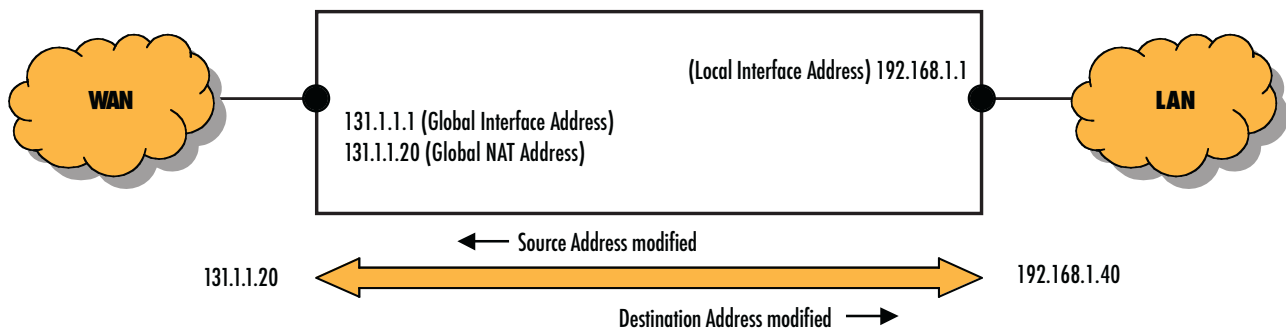 (Local Interface Address) 192.168.1.1
WAN
LAN
131.1.1.1 (Global Interface Address)
131.1.1.20 (Global NAT Address)
Source Address modified
131.1.1.20
192.168.1.40
Destination Address modified